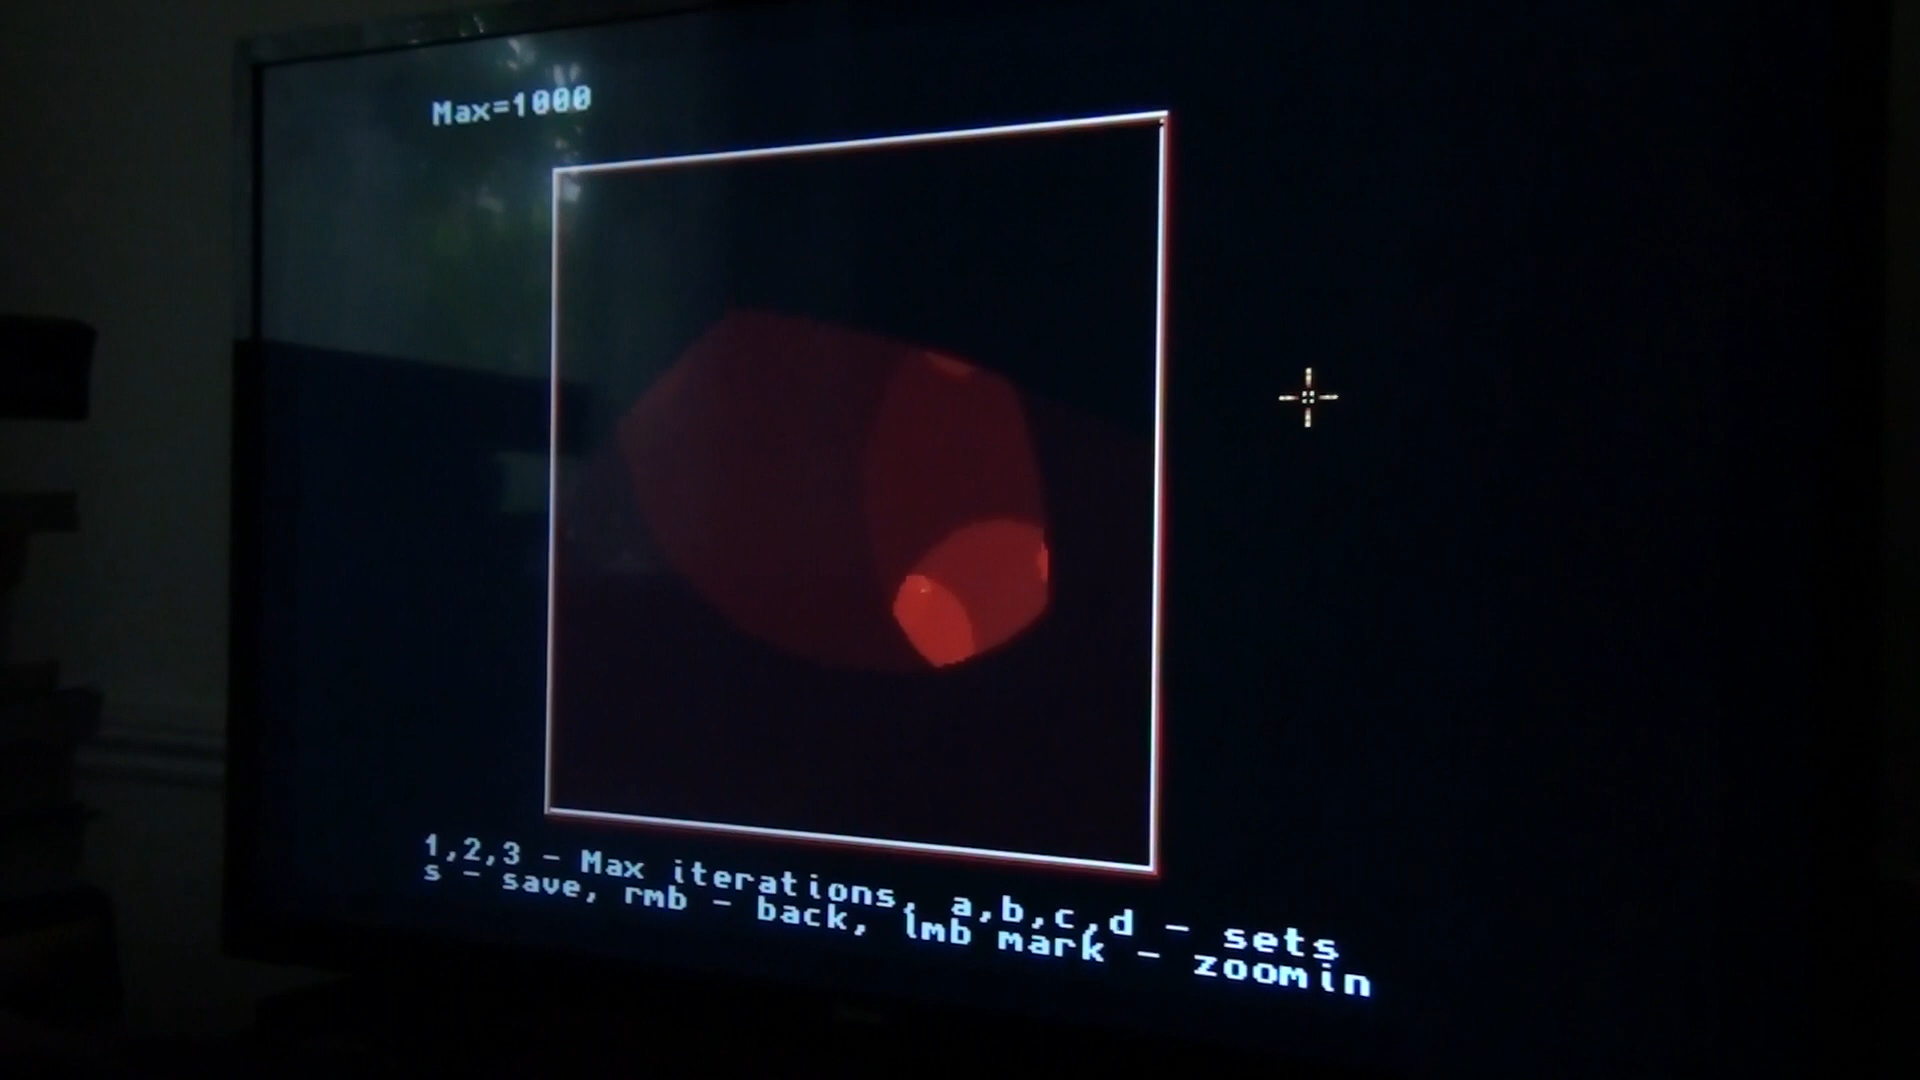 Max=1000
1,2,3 - Max iterations, a,b,c,d - sets
s - save, rmb - back, lmb mark - zoomin